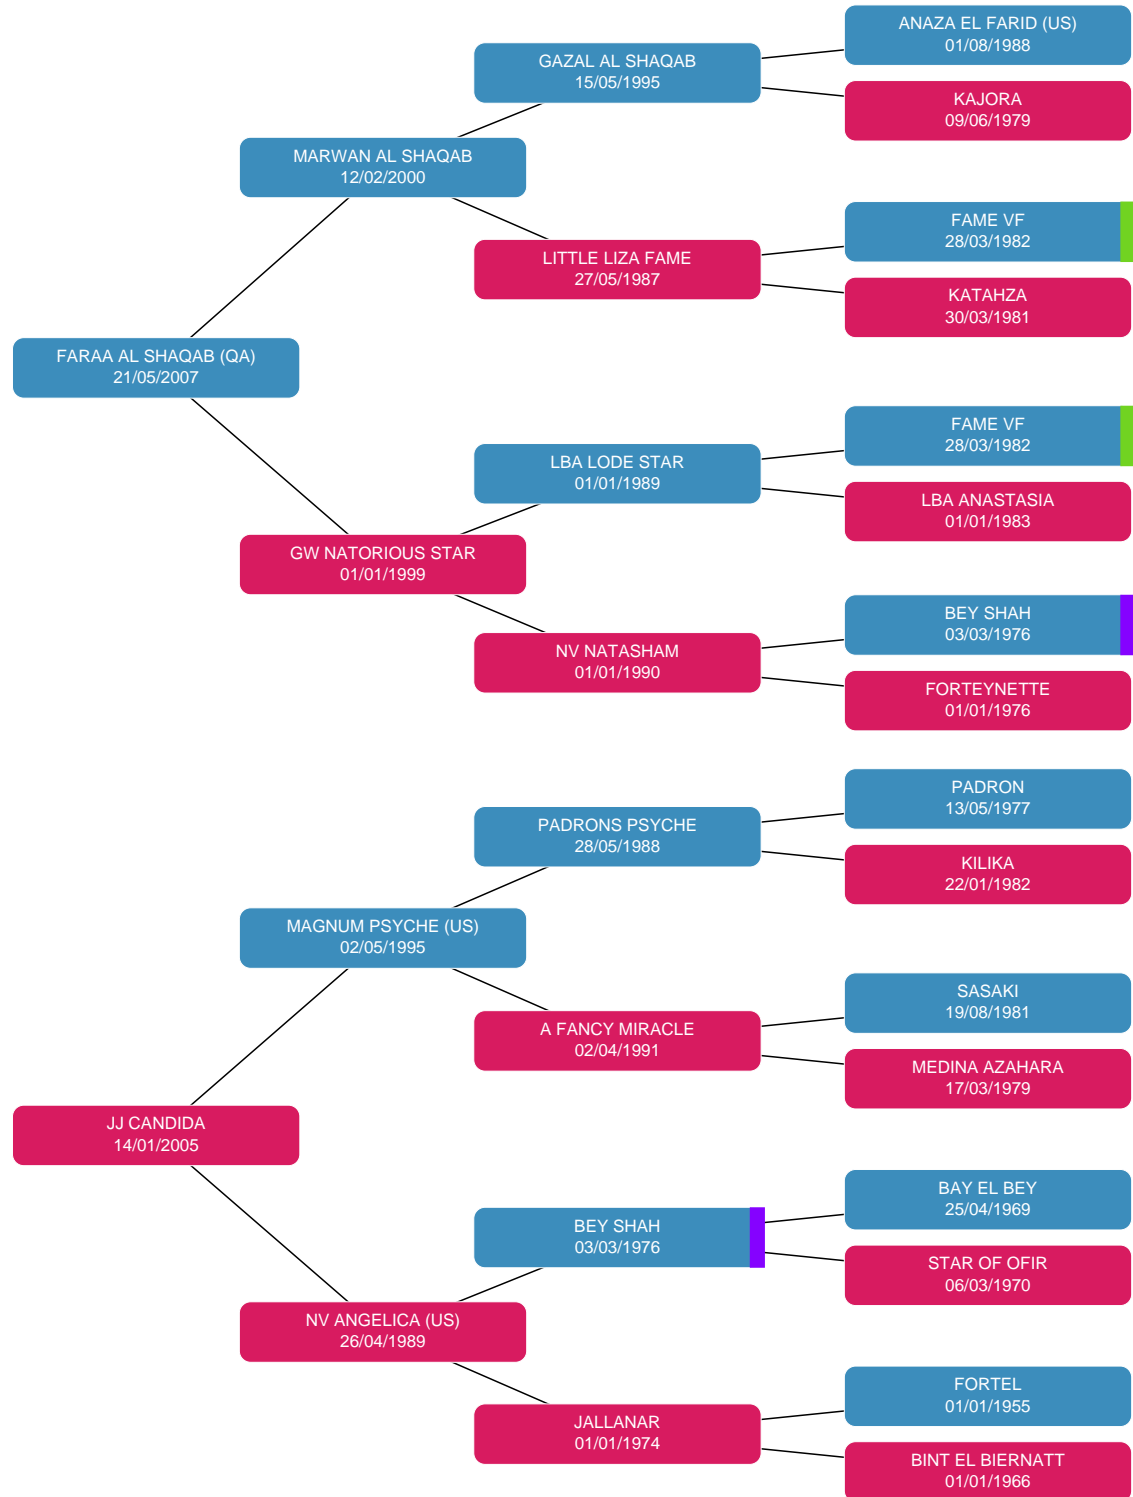 ANAZA EL FARID (US)
01/08/1988
GAZAL AL SHAQAB
15/05/1995
KAJORA
09/06/1979
MARWAN AL SHAQAB
12/02/2000
FAME VF
28/03/1982
LITTLE LIZA FAME
27/05/1987
KATAHZA
30/03/1981
FARAA AL SHAQAB (QA)
21/05/2007
FAME VF
28/03/1982
LBA LODE STAR
01/01/1989
LBA ANASTASIA
01/01/1983
GW NATORIOUS STAR
01/01/1999
BEY SHAH
03/03/1976
NV NATASHAM
01/01/1990
FORTEYNETTE
01/01/1976
PADRON
13/05/1977
PADRONS PSYCHE
28/05/1988
KILIKA
22/01/1982
MAGNUM PSYCHE (US)
02/05/1995
SASAKI
19/08/1981
A FANCY MIRACLE
02/04/1991
MEDINA AZAHARA
17/03/1979
JJ CANDIDA
14/01/2005
BAY EL BEY
25/04/1969
BEY SHAH
03/03/1976
STAR OF OFIR
06/03/1970
NV ANGELICA (US)
26/04/1989
FORTEL
01/01/1955
JALLANAR
01/01/1974
BINT EL BIERNATT
01/01/1966